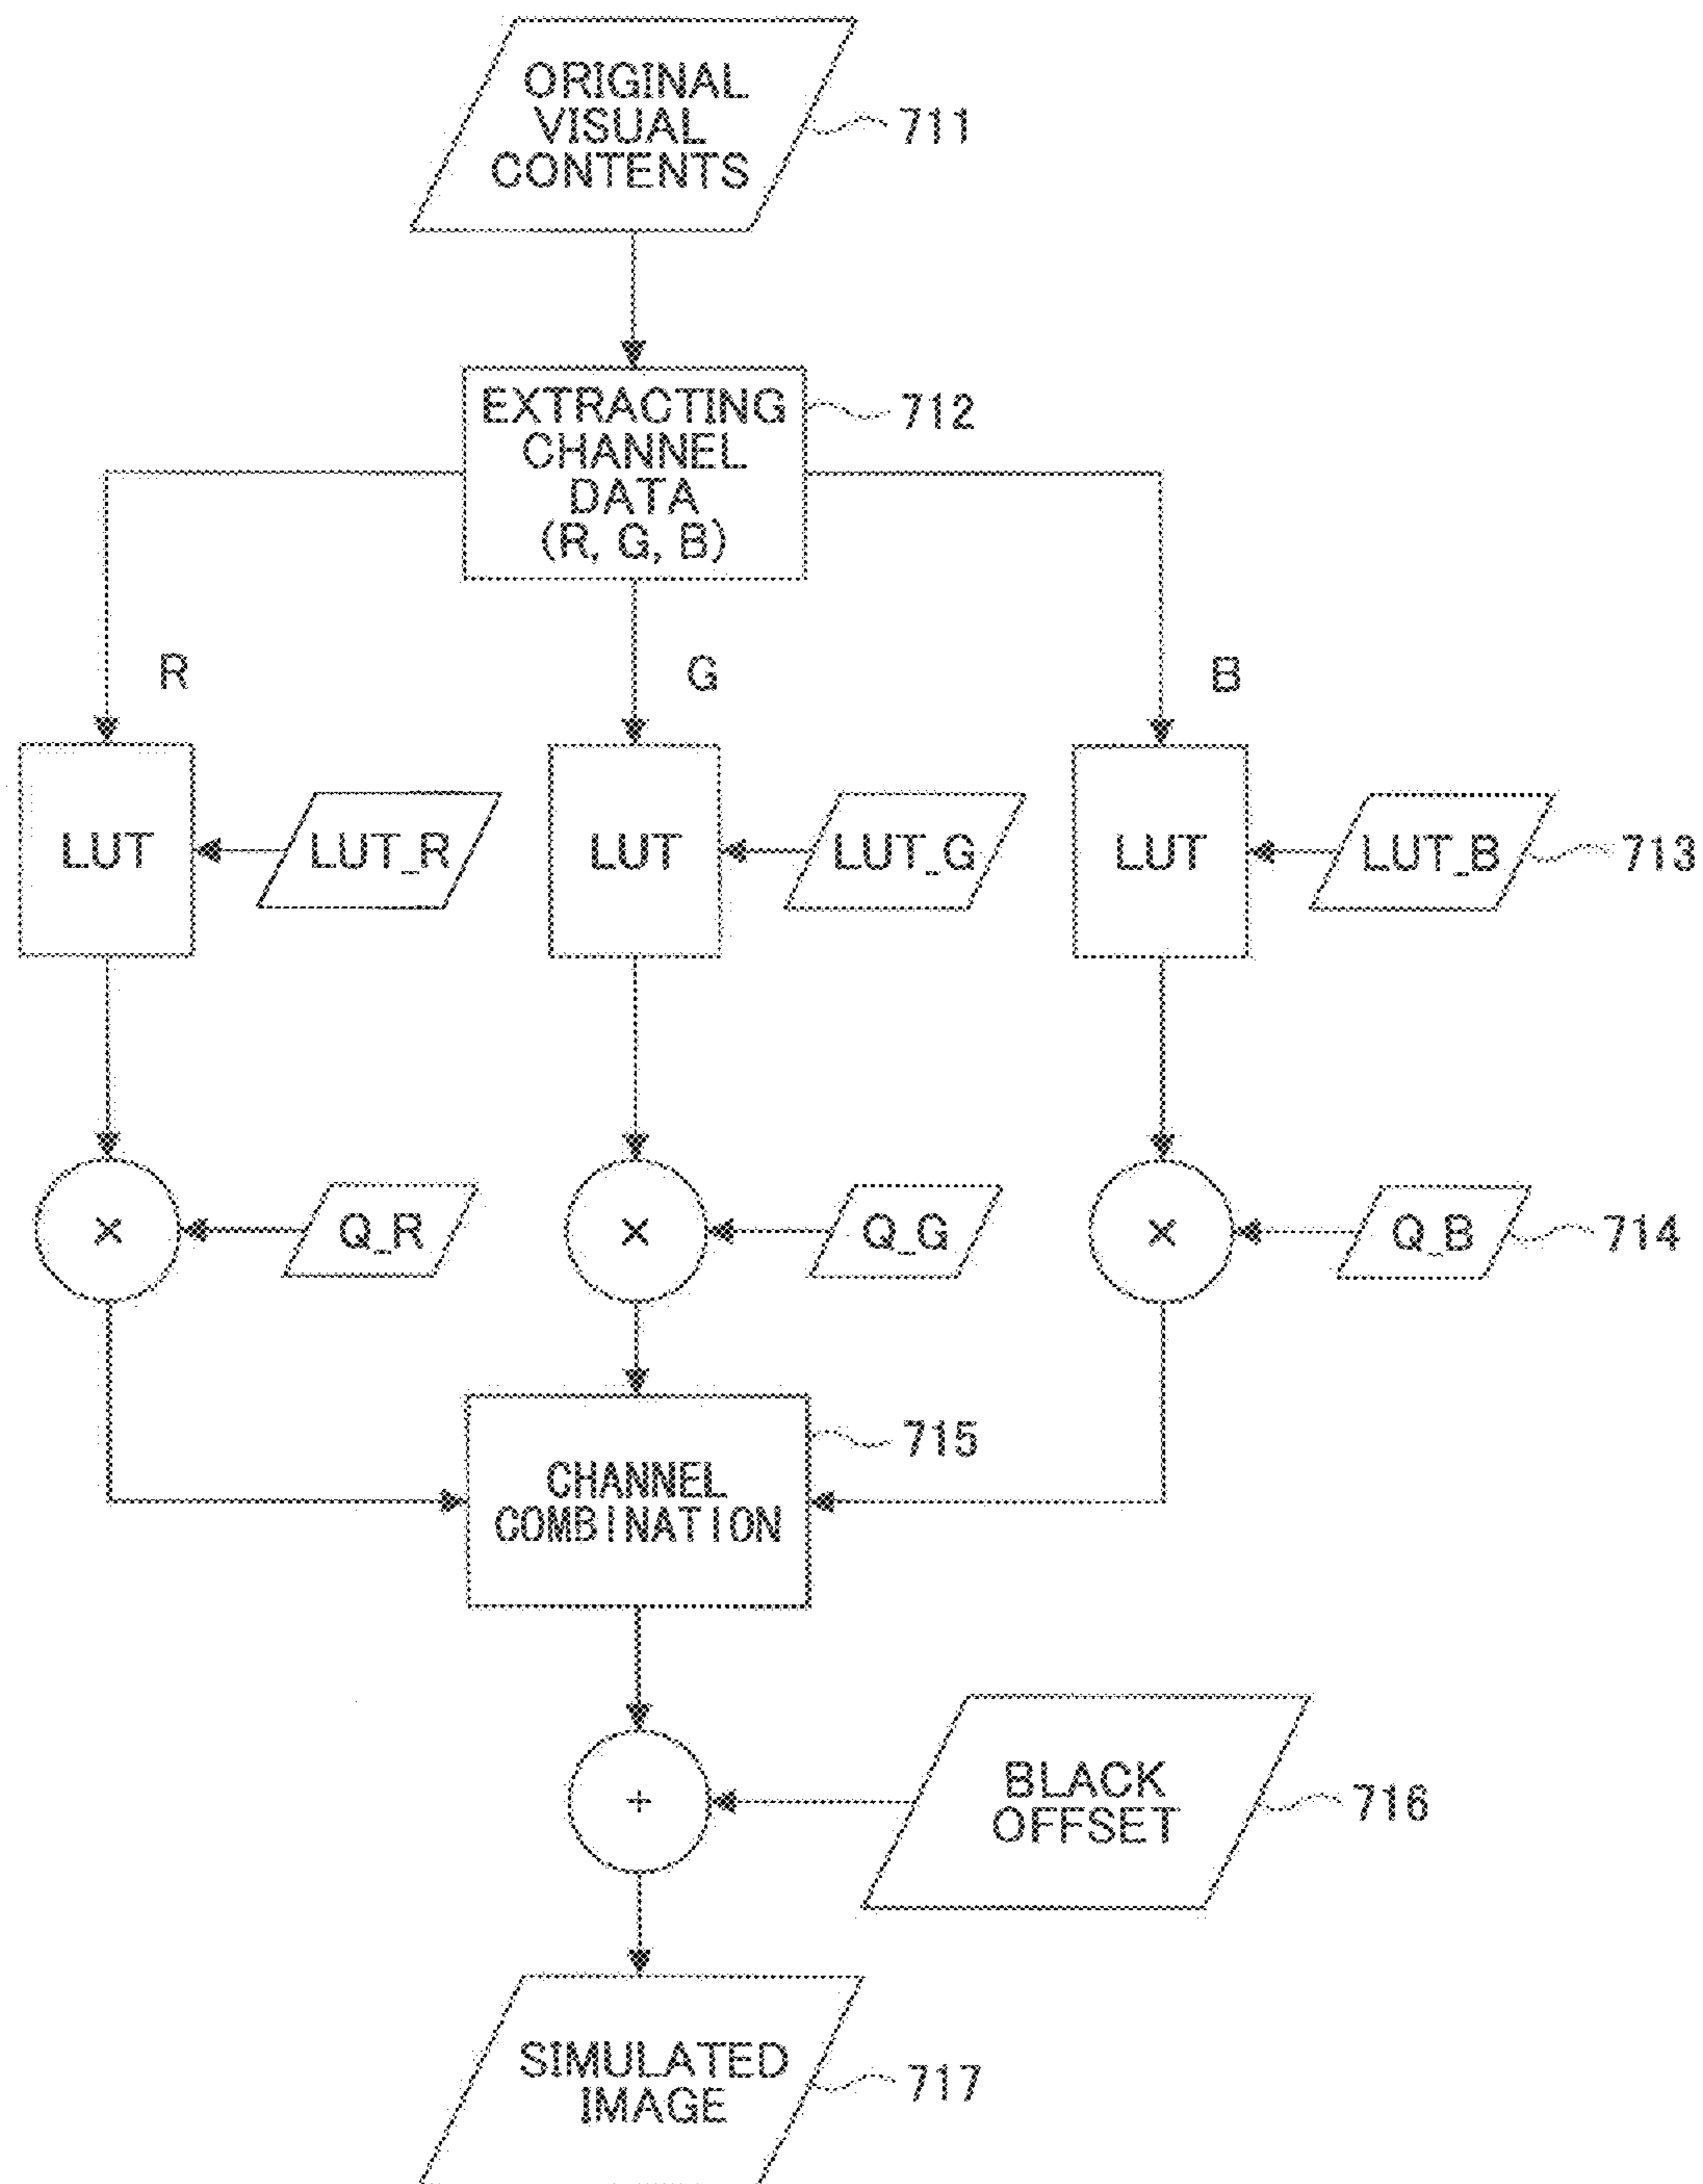 ORIGINAL
VISUAL
CONTENTS
711
EXTRACTING
CHANNEL
DATA
(R, G, B)
712
R
G
B
LUT
LUT_R
LUT
LUT_G
LUT
LUT_B
713
×
Q_R
×
Q_G
×
Q_B
714
CHANNEL
COMBINATION
715
+
BLACK
OFFSET
716
SIMULATED
IMAGE
717